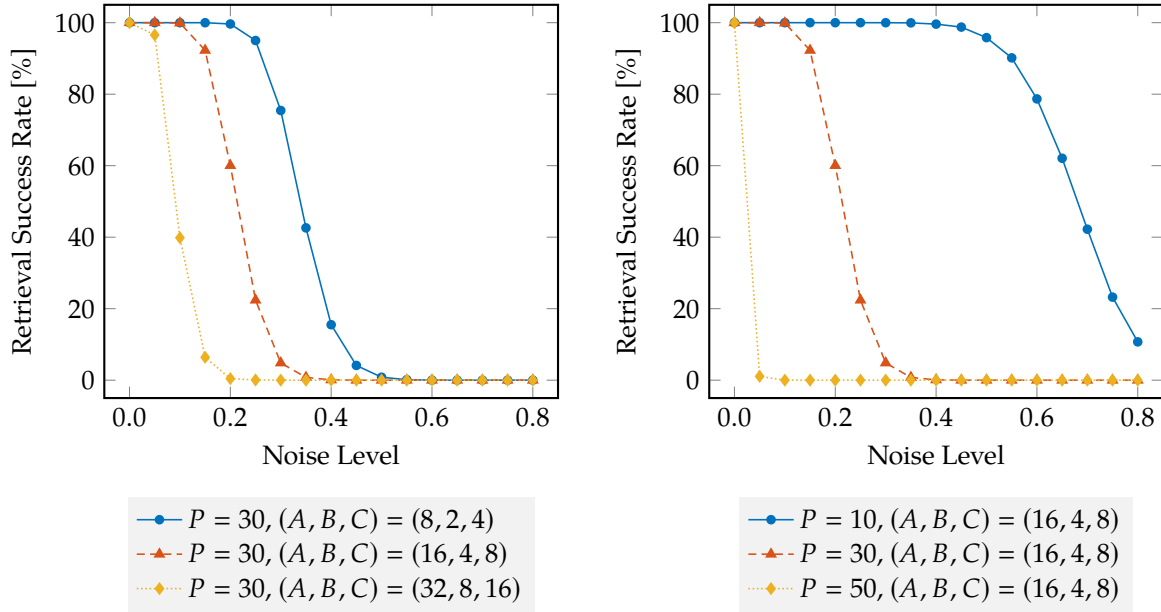 100
80
60
40
20
0
Retrieval Success Rate [%]
0.0 0.2 0.4 0.6 0.8
Noise Level
P = 30, (A, B, C) = (8, 2, 4)
P = 30, (A, B, C) = (16, 4, 8)
P = 30, (A, B, C) = (32, 8, 16)
100
80
60
40
20
0
Retrieval Success Rate [%]
0.0 0.2 0.4 0.6 0.8
Noise Level
P = 10, (A, B, C) = (16, 4, 8)
P = 30, (A, B, C) = (16, 4, 8)
P = 50, (A, B, C) = (16, 4, 8)